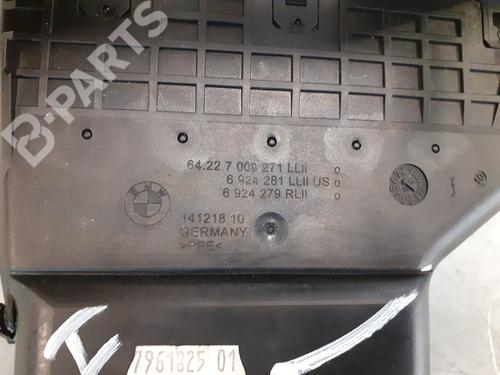 B-PARTS
64.22 7 009 271 LLII
6 924 281 LLII US
6 924 279 RLII
BMW
141218 10
GERMANY
>PPE<
7961825 01